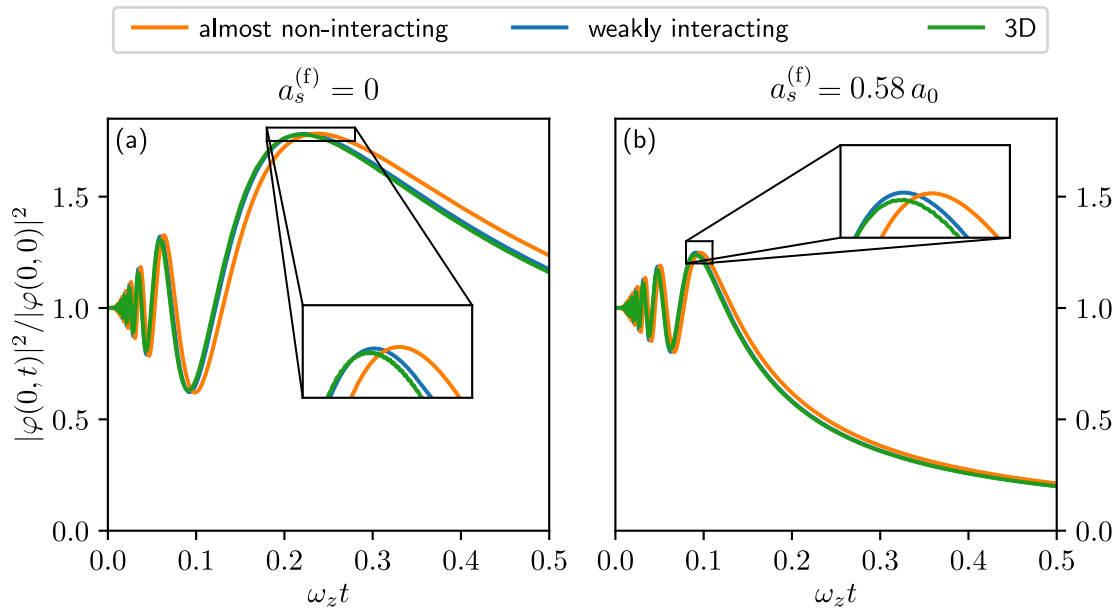 almost non-interacting weakly interacting 3D
a_s^(f) = 0 a_s^(f) = 0.58 a_0
(a) (b)
|φ(0, t)|²/|φ(0, 0)|²
1.5 1.5
1.0 1.0
0.5 0.5
0.0 0.0
0.0 0.1 0.2 0.3 0.4 0.5 0.0 0.1 0.2 0.3 0.4 0.5
ω_z t ω_z t